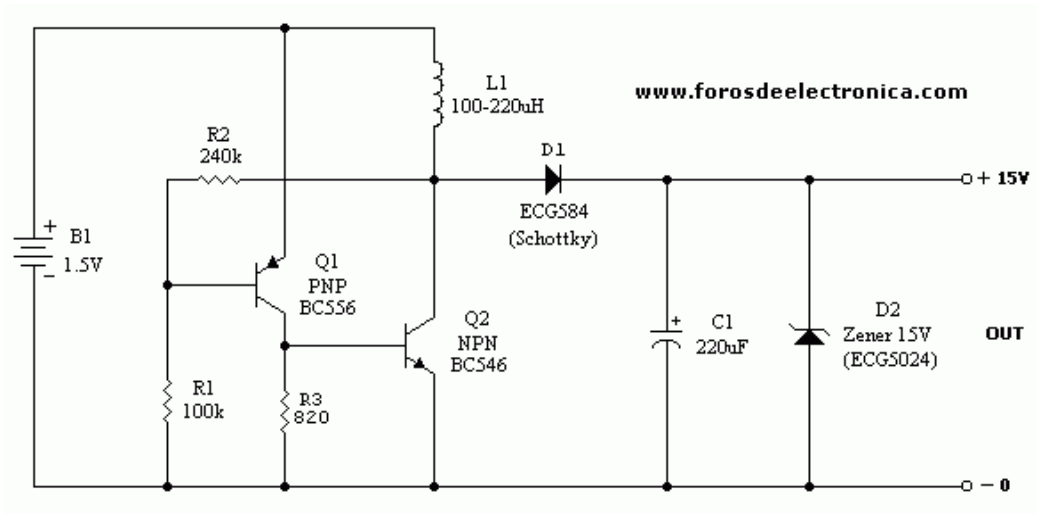 www.forosdeelectronica.com
L1
100-220uH
R2
240k
D1
+ 15V
ECG584
(Schottky)
+
B1
1.5V
−
Q1
PNP
BC556
Q2
NPN
BC546
+
C1
220uF
D2
Zener 15V
(ECG5024)
OUT
R1
100k
R3
820
− 0